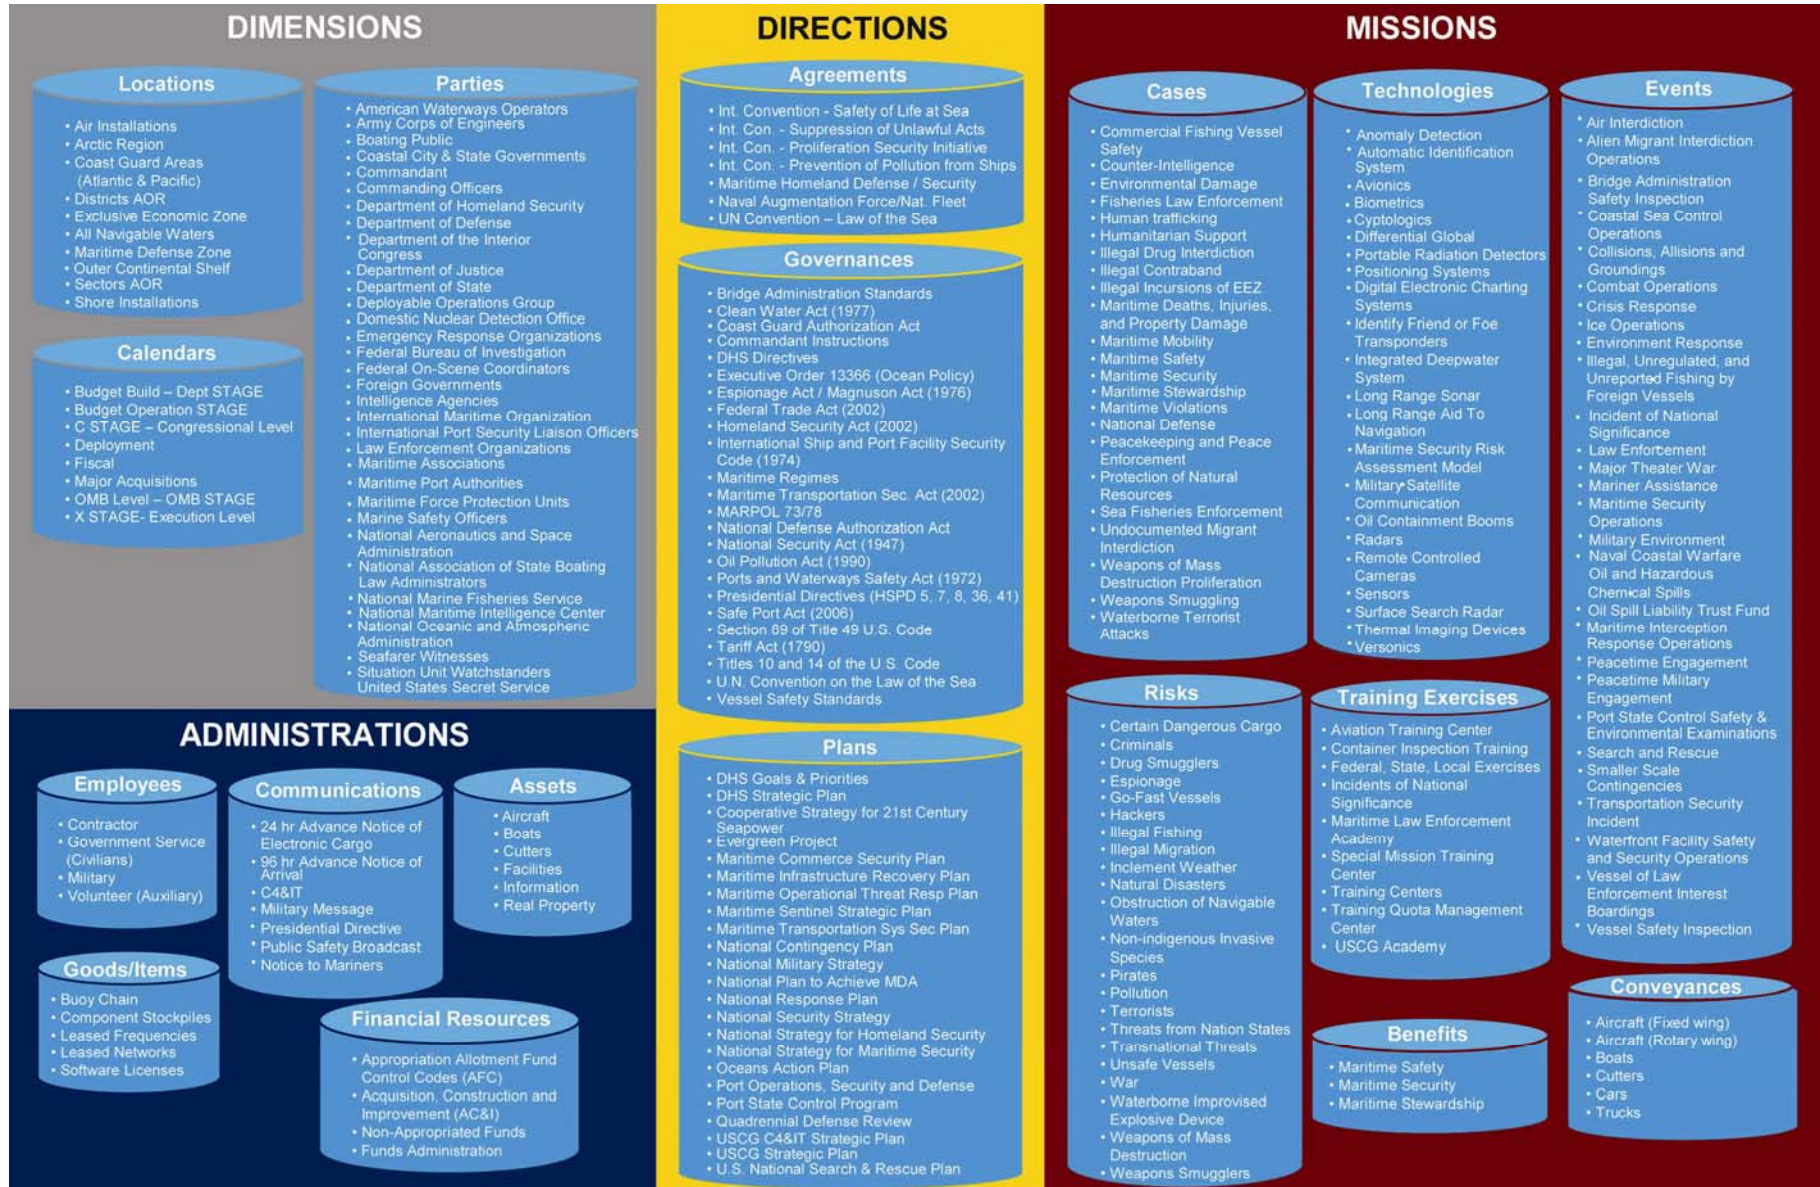 DIMENSIONS
Locations
• Air Installations
• Arctic Region
• Coast Guard Areas
(Atlantic & Pacific)
• Districts AOR
• Exclusive Economic Zone
• All Navigable Waters
• Maritime Defense Zone
• Outer Continental Shelf
• Sectors AOR
• Shore Installations
Calendars
• Budget Build – Dept STAGE
• Budget Operation STAGE
• C STAGE – Congressional Level
• Deployment
• Fiscal
• Major Acquisitions
• OMB Level – OMB STAGE
• X STAGE- Execution Level
Parties
• American Waterways Operators
• Army Corps of Engineers
• Boating Public
• Coastal City & State Governments
• Commandant
• Commanding Officers
• Department of Homeland Security
• Department of Defense
• Department of the Interior
Congress
• Department of Justice
• Department of State
• Deployable Operations Group
• Domestic Nuclear Detection Office
• Emergency Response Organizations
• Federal Bureau of Investigation
• Federal On-Scene Coordinators
• Foreign Governments
• Intelligence Agencies
• International Maritime Organization
• International Port Security Liaison Officers
• Law Enforcement Organizations
• Maritime Associations
• Maritime Port Authorities
• Maritime Force Protection Units
• Marine Safety Officers
• National Aeronautics and Space
Administration
• National Association of State Boating
Law Administrators
• National Marine Fisheries Service
• National Maritime Intelligence Center
• National Oceanic and Atmospheric
Administration
• Seafarer Witnesses
• Situation Unit Watchstanders
United States Secret Service
ADMINISTRATIONS
Employees
• Contractor
• Government Service
(Civilians)
• Military
• Volunteer (Auxiliary)
Communications
• 24 hr Advance Notice of
Electronic Cargo
• 96 hr Advance Notice of
Arrival
• C4&IT
• Military Message
• Presidential Directive
• Public Safety Broadcast
• Notice to Mariners
Assets
• Aircraft
• Boats
• Cutters
• Facilities
• Information
• Real Property
Goods/Items
• Buoy Chain
• Component Stockpiles
• Leased Frequencies
• Leased Networks
• Software Licenses
Financial Resources
• Appropriation Allotment Fund
Control Codes (AFC)
• Acquisition, Construction and
Improvement (AC&I)
• Non-Appropriated Funds
• Funds Administration
DIRECTIONS
Agreements
• Int. Convention - Safety of Life at Sea
• Int. Con. - Suppression of Unlawful Acts
• Int. Con. - Proliferation Security Initiative
• Int. Con. - Prevention of Pollution from Ships
• Maritime Homeland Defense / Security
• Naval Augmentation Force/Nat. Fleet
• UN Convention – Law of the Sea
Governances
• Bridge Administration Standards
• Clean Water Act (1977)
• Coast Guard Authorization Act
• Commandant Instructions
• DHS Directives
• Executive Order 13366 (Ocean Policy)
• Espionage Act / Magnuson Act (1976)
• Federal Trade Act (2002)
• Homeland Security Act (2002)
• International Ship and Port Facility Security
Code (1974)
• Maritime Regimes
• Maritime Transportation Sec. Act (2002)
• MARPOL 73/78
• National Defense Authorization Act
• National Security Act (1947)
• Oil Pollution Act (1990)
• Ports and Waterways Safety Act (1972)
• Presidential Directives (HSPD 5, 7, 8, 36, 41)
• Safe Port Act (2006)
• Section 89 of Title 49 U.S. Code
• Tariff Act (1790)
• Titles 10 and 14 of the U.S. Code
• U.N. Convention on the Law of the Sea
• Vessel Safety Standards
Plans
• DHS Goals & Priorities
• DHS Strategic Plan
• Cooperative Strategy for 21st Century
Seapower
• Evergreen Project
• Maritime Commerce Security Plan
• Maritime Infrastructure Recovery Plan
• Maritime Operational Threat Resp Plan
• Maritime Sentinel Strategic Plan
• Maritime Transportation Sys Sec Plan
• National Contingency Plan
• National Military Strategy
• National Plan to Achieve MDA
• National Response Plan
• National Security Strategy
• National Strategy for Homeland Security
• National Strategy for Maritime Security
• Oceans Action Plan
• Port Operations, Security and Defense
• Port State Control Program
• Quadrennial Defense Review
• USCG C4&IT Strategic Plan
• USCG Strategic Plan
• U.S. National Search & Rescue Plan
MISSIONS
Cases
• Commercial Fishing Vessel
Safety
• Counter-Intelligence
• Environmental Damage
• Fisheries Law Enforcement
• Human trafficking
• Humanitarian Support
• Illegal Drug Interdiction
• Illegal Contraband
• Illegal Incursions of EEZ
• Maritime Deaths, Injuries,
and Property Damage
• Maritime Mobility
• Maritime Safety
• Maritime Security
• Maritime Stewardship
• Maritime Violations
• National Defense
• Peacekeeping and Peace
Enforcement
• Protection of Natural
Resources
• Sea Fisheries Enforcement
• Undocumented Migrant
Interdiction
• Weapons of Mass
Destruction Proliferation
• Weapons Smuggling
• Waterborne Terrorist
Attacks
Technologies
• Anomaly Detection
• Automatic Identification
System
• Avionics
• Biometrics
• Cyptologics
• Differential Global
• Portable Radiation Detectors
• Positioning Systems
• Digital Electronic Charting
Systems
• Identify Friend or Foe
Transponders
• Integrated Deepwater
System
• Long Range Sonar
• Long Range Aid To
Navigation
• Maritime Security Risk
Assessment Model
• Military Satellite
Communication
• Oil Containment Booms
• Radars
• Remote Controlled
Cameras
• Sensors
• Surface Search Radar
• Thermal Imaging Devices
• Versonics
Events
• Air Interdiction
• Alien Migrant Interdiction
Operations
• Bridge Administration
Safety Inspection
• Coastal Sea Control
Operations
• Collisions, Allisions and
Groundings
• Combat Operations
• Crisis Response
• Ice Operations
• Environment Response
• Illegal, Unregulated, and
Unreported Fishing by
Foreign Vessels
• Incident of National
Significance
• Law Enforcement
• Major Theater War
• Mariner Assistance
• Maritime Security
Operations
• Military Environment
• Naval Coastal Warfare
Oil and Hazardous
Chemical Spills
• Oil Spill Liability Trust Fund
• Maritime Interception
Response Operations
• Peacetime Engagement
• Peacetime Military
Engagement
• Port State Control Safety &
Environmental Examinations
• Search and Rescue
• Smaller Scale
Contingencies
• Transportation Security
Incident
• Waterfront Facility Safety
and Security Operations
• Vessel of Law
Enforcement Interest
Boardings
• Vessel Safety Inspection
Risks
• Certain Dangerous Cargo
• Criminals
• Drug Smugglers
• Espionage
• Go-Fast Vessels
• Hackers
• Illegal Fishing
• Illegal Migration
• Inclement Weather
• Natural Disasters
• Obstruction of Navigable
Waters
• Non-indigenous Invasive
Species
• Pirates
• Pollution
• Terrorists
• Threats from Nation States
• Transnational Threats
• Unsafe Vessels
• War
• Waterborne Improvised
Explosive Device
• Weapons of Mass
Destruction
• Weapons Smugglers
Training Exercises
• Aviation Training Center
• Container Inspection Training
• Federal, State, Local Exercises
• Incidents of National
Significance
• Maritime Law Enforcement
Academy
• Special Mission Training
Center
• Training Centers
• Training Quota Management
Center
• USCG Academy
Benefits
• Maritime Safety
• Maritime Security
• Maritime Stewardship
Conveyances
• Aircraft (Fixed wing)
• Aircraft (Rotary wing)
• Boats
• Cutters
• Cars
• Trucks